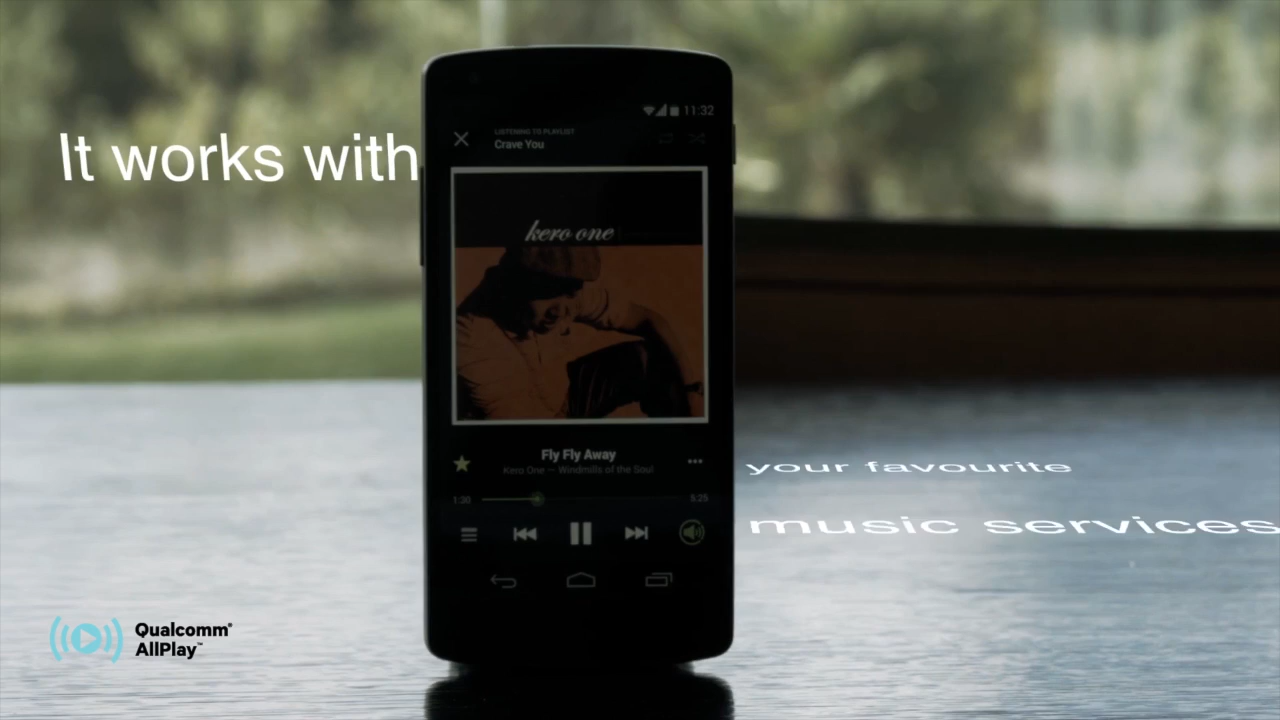 It works with
11:32
LISTENING TO PLAYLIST
Crave You
kero one
Fly Fly Away
Kero One — Windmills of the Soul
1:30
5:25
your favourite
music services
Qualcomm®
AllPlay™